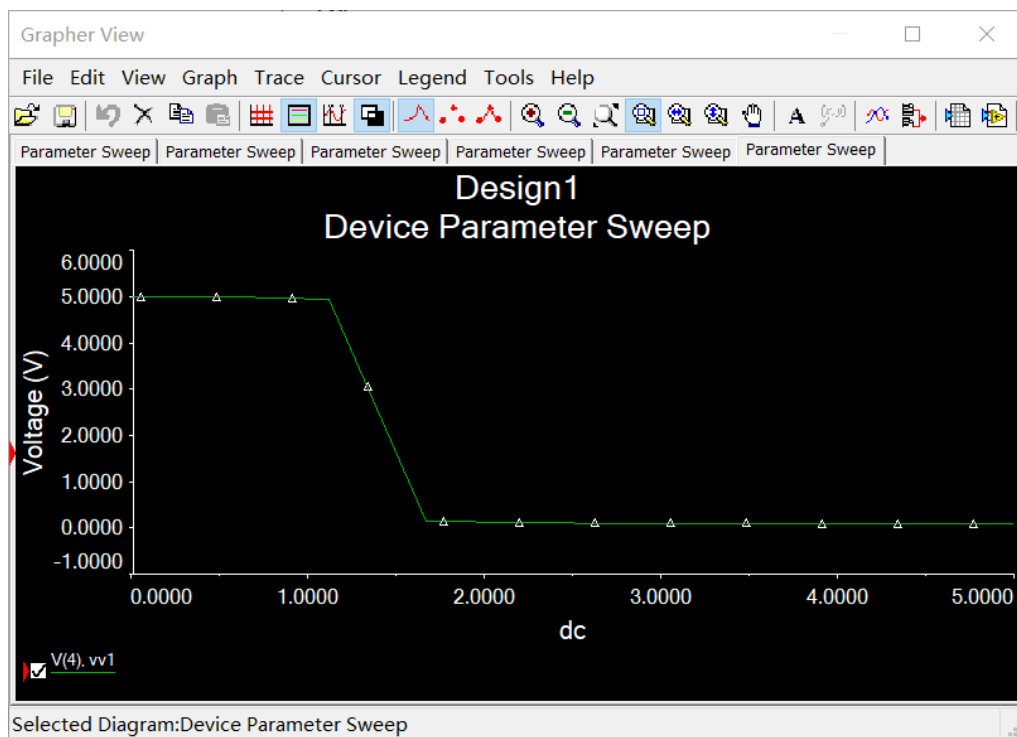 Grapher View
File Edit View Graph Trace Cursor Legend Tools Help
A
Parameter Sweep Parameter Sweep Parameter Sweep Parameter Sweep Parameter Sweep Parameter Sweep
Design1
Device Parameter Sweep
Voltage (V)
6.0000
5.0000
4.0000
3.0000
2.0000
1.0000
0.0000
-1.0000
0.0000 1.0000 2.0000 3.0000 4.0000 5.0000
dc
V(4), vv1
Selected Diagram:Device Parameter Sweep